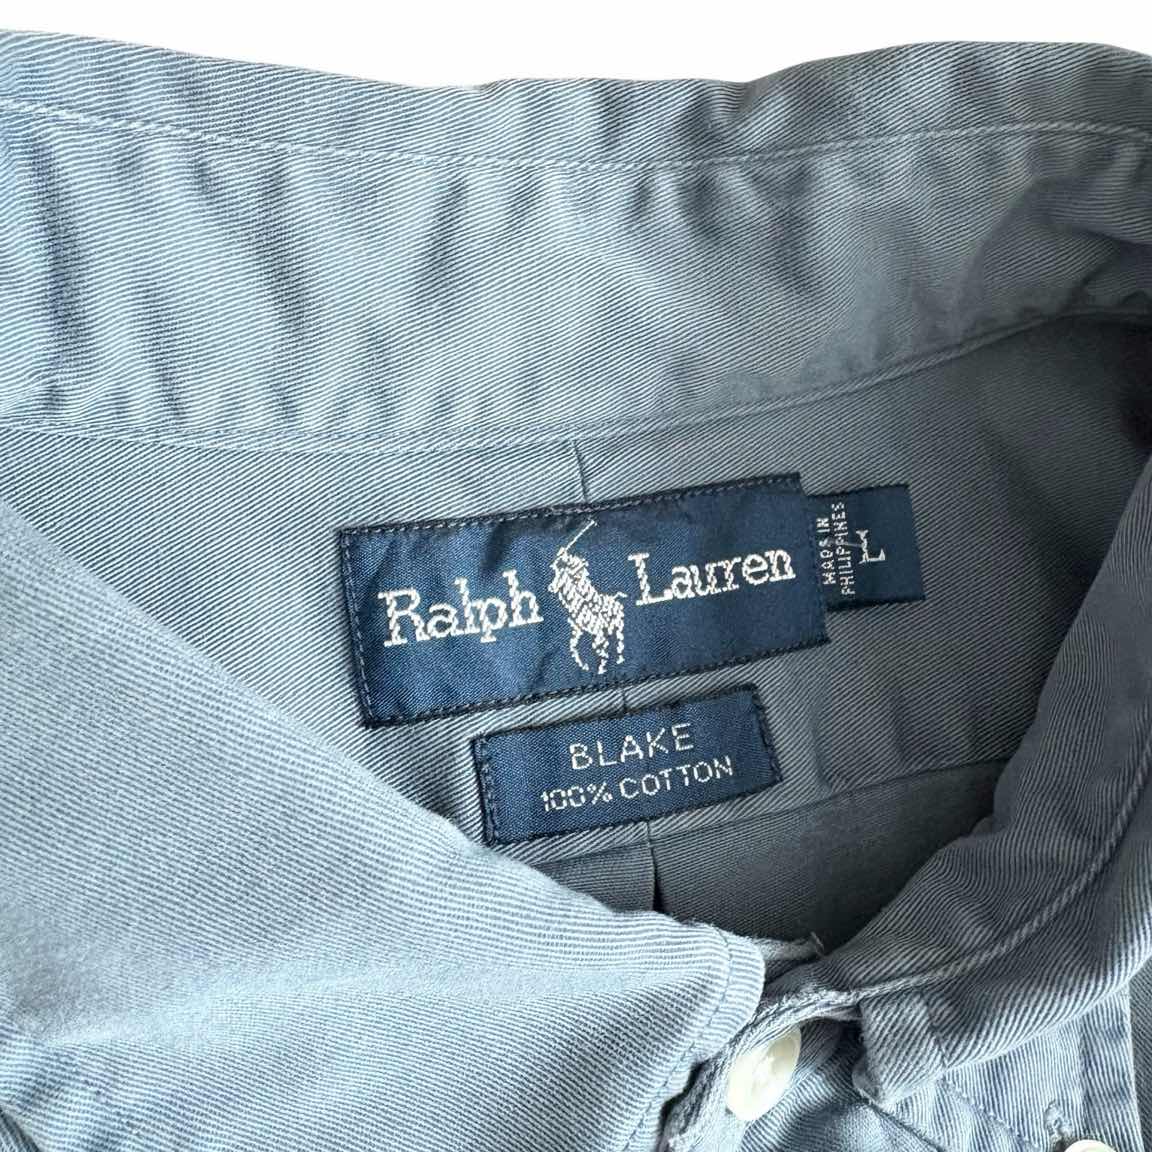 Ralph Lauren
MADE IN
PHILIPPINES
L
BLAKE
100% COTTON